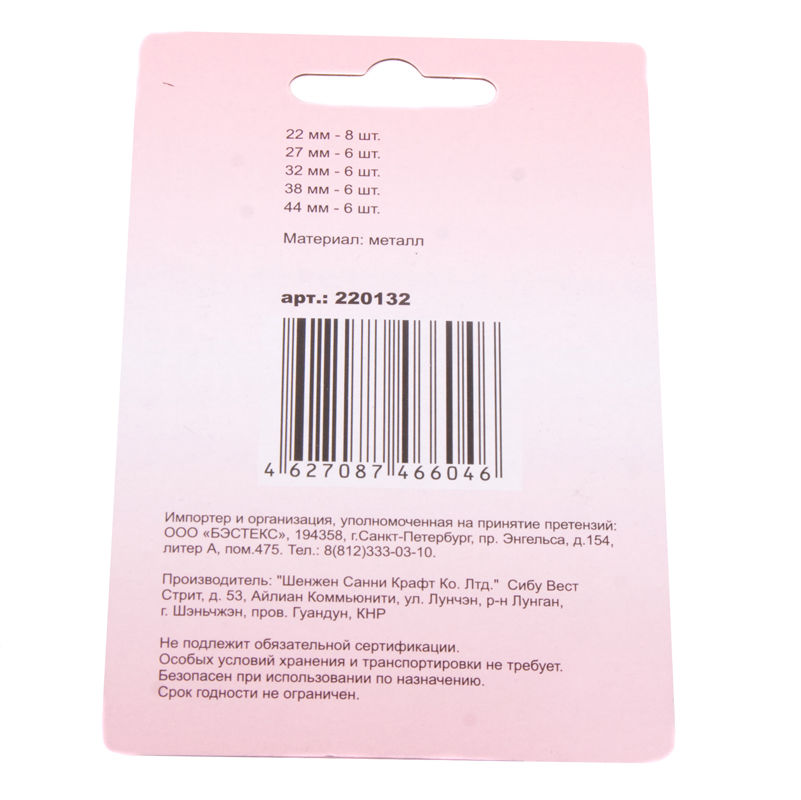 22 мм - 8 шт.
27 мм - 6 шт.
32 мм - 6 шт.
38 мм - 6 шт.
44 мм - 6 шт.
Материал: металл
арт.: 220132
4 627087 466046
Импортер и организация, уполномоченная на принятие претензий:
ООО «БЭСТЕКС», 194358, г.Санкт-Петербург, пр. Энгельса, д.154,
литер А, пом.475. Тел.: 8(812)333-03-10.
Производитель: "Шенжен Санни Крафт Ко. Лтд." Сибу Вест
Стрит, д. 53, Айлиан Коммьюнити, ул. Лунчэн, р-н Лунган,
г. Шэньчжэн, пров. Гуандун, КНР
Не подлежит обязательной сертификации.
Особых условий хранения и транспортировки не требует.
Безопасен при использовании по назначению.
Срок годности не ограничен.